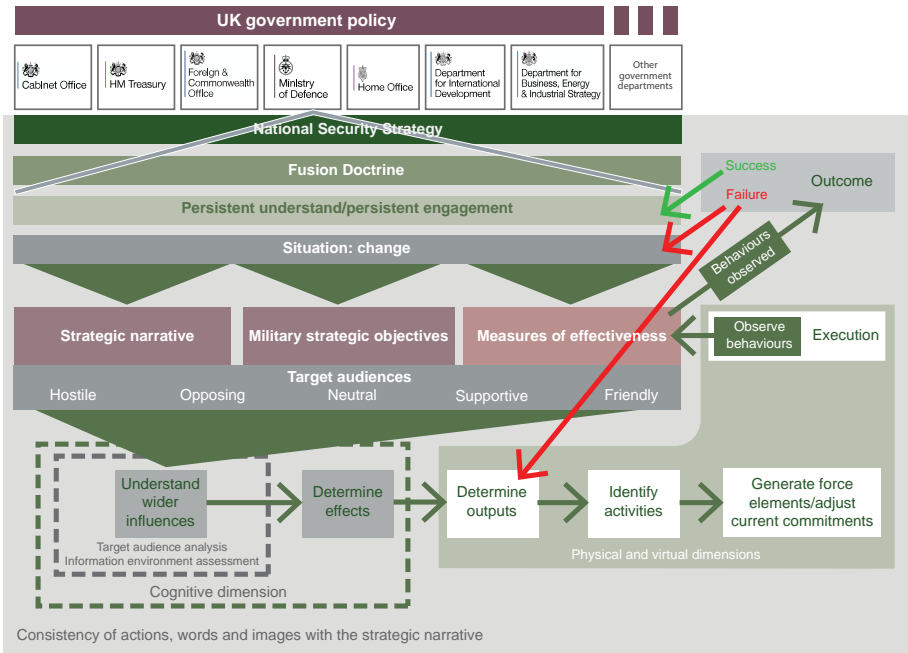 UK government policy
Cabinet Office
HM Treasury
Foreign &
Commonwealth
Office
Ministry
of Defence
Home Office
Department
for International
Development
Department for
Business, Energy
& Industrial Strategy
Other
government
departments
National Security Strategy
Fusion Doctrine
Persistent understand/persistent engagement
Situation: change
Success
Failure
Outcome
Behaviours
observed
Strategic narrative
Military strategic objectives
Measures of effectiveness
Observe
behaviours
Execution
Target audiences
Hostile
Opposing
Neutral
Supportive
Friendly
Understand
wider
influences
Determine
effects
Determine
outputs
Identify
activities
Generate force
elements/adjust
current commitments
Target audience analysis
Information environment assessment
Cognitive dimension
Physical and virtual dimensions
Consistency of actions, words and images with the strategic narrative